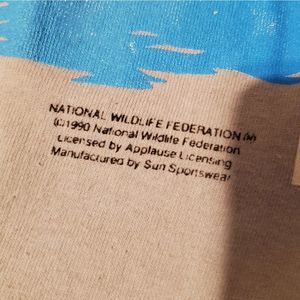 NATIONAL WILDLIFE FEDERATION (R)
(C)1990 National Wildlife Federation
Licensed by Applause Licensing
Manufactured by Sun Sportswear